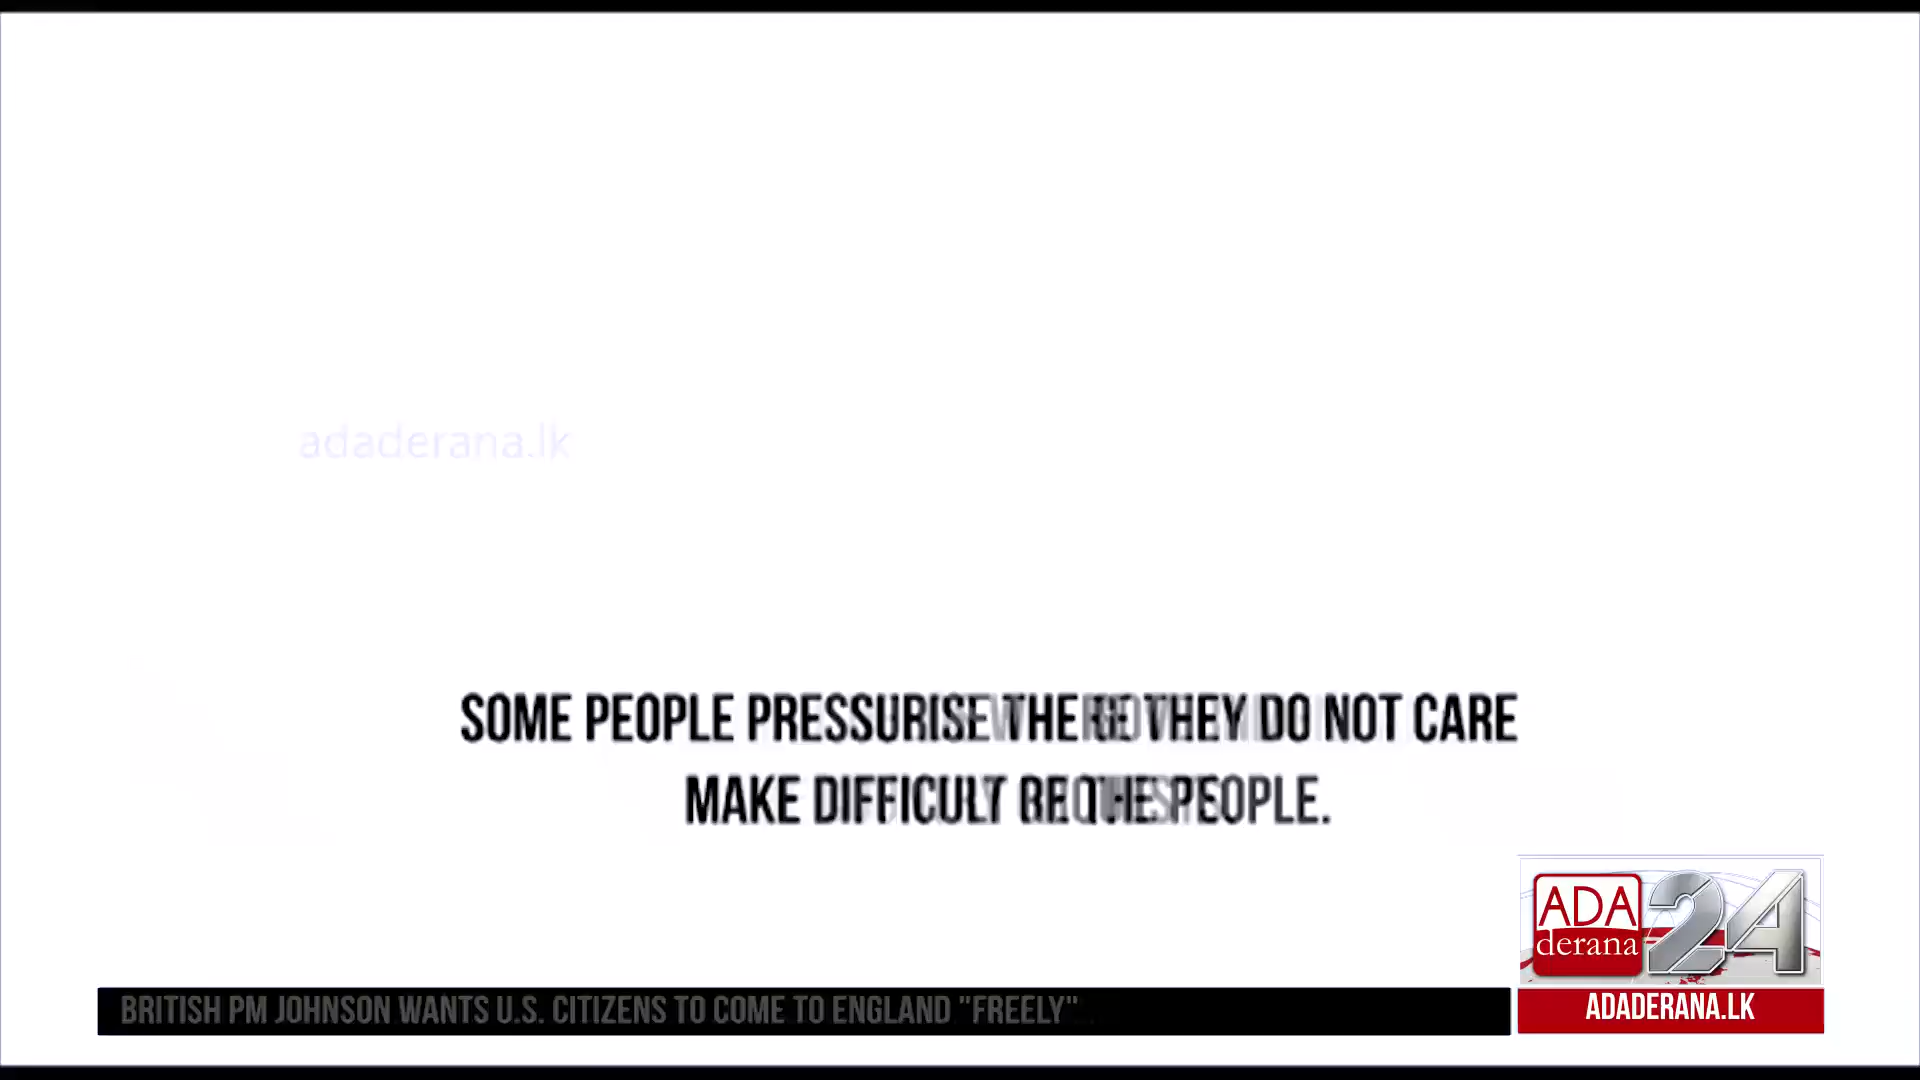 adaderana.lk
SOME PEOPLE PRESSURISE THE THEY DO NOT CARE
MAKE DIFFICULT THE PEOPLE.
ADA
derana
24
BRITISH PM JOHNSON WANTS U.S. CITIZENS TO COME TO ENGLAND "FREELY"
ADADERANA.LK